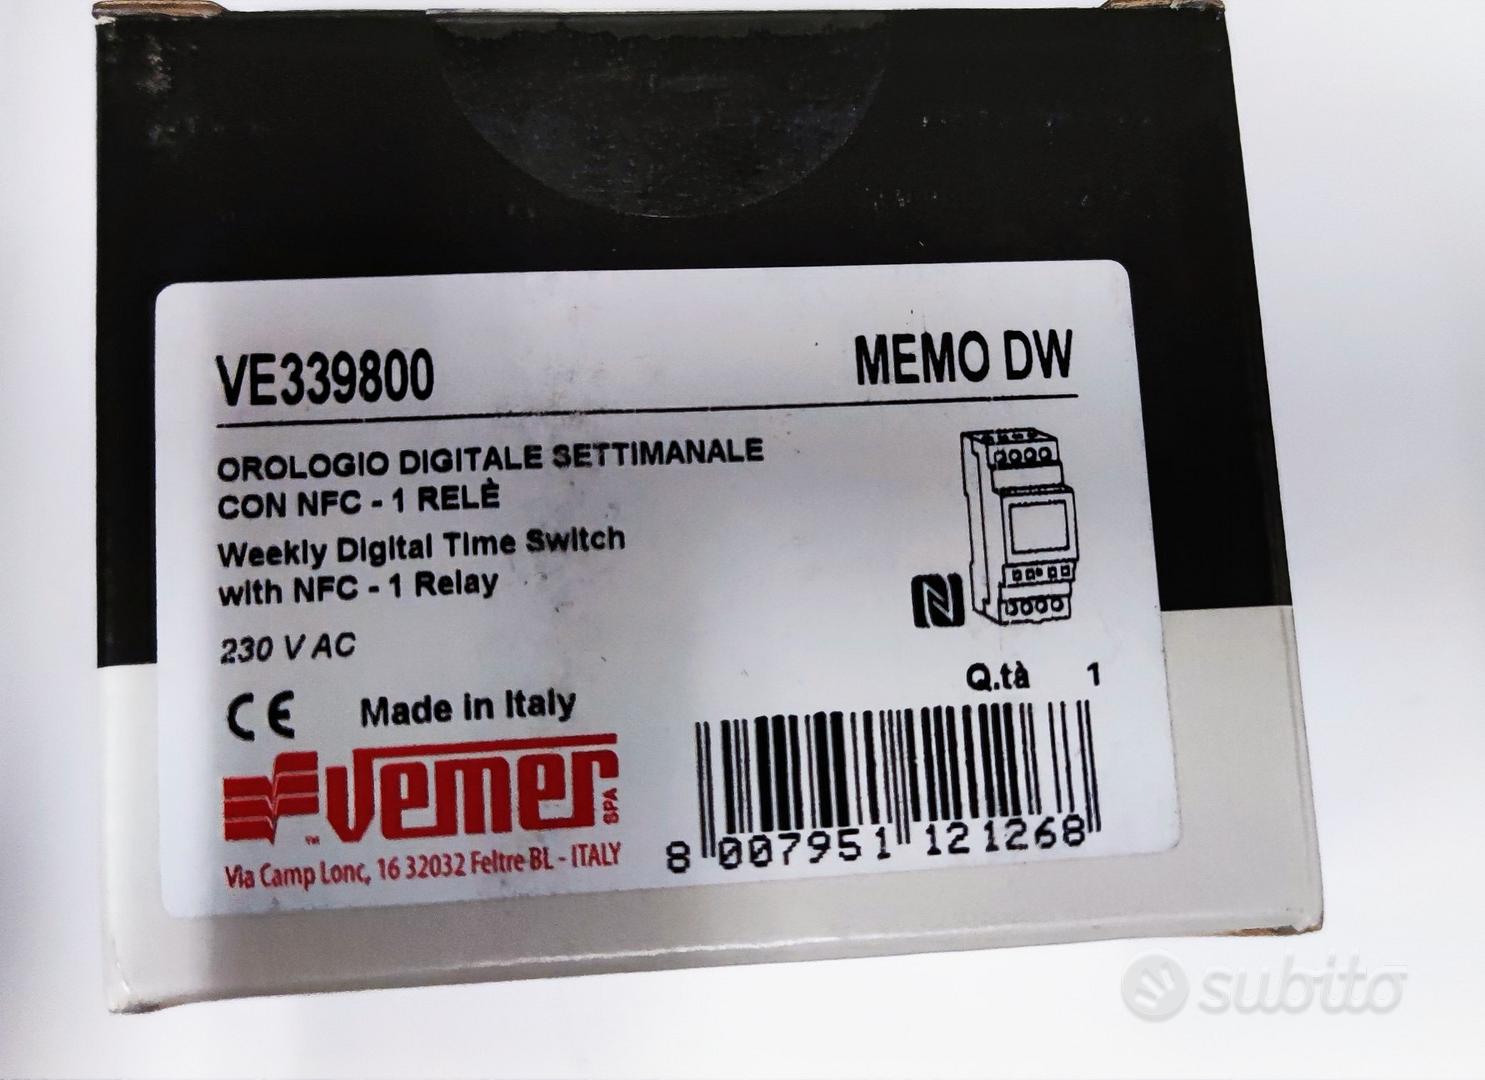 VE339800 MEMO DW
OROLOGIO DIGITALE SETTIMANALE
CON NFC - 1 RELÈ
Weekly Digital Time Switch
with NFC - 1 Relay
230 V AC
Q.tà 1
CE Made in Italy
Vemer SPA
™
Via Camp Lonc, 16 32032 Feltre BL - ITALY
8 007951 121268
subito